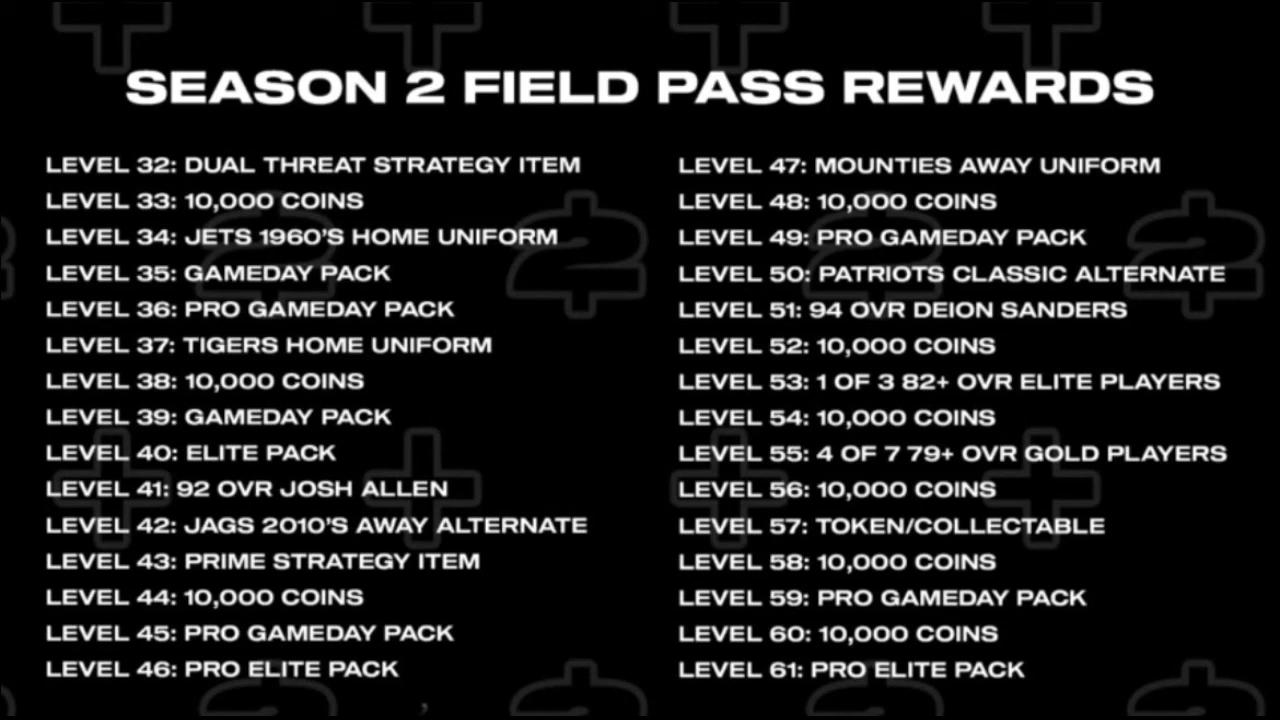 SEASON 2 FIELD PASS REWARDS
LEVEL 32: DUAL THREAT STRATEGY ITEM
LEVEL 33: 10,000 COINS
LEVEL 34: JETS 1960'S HOME UNIFORM
LEVEL 35: GAMEDAY PACK
LEVEL 36: PRO GAMEDAY PACK
LEVEL 37: TIGERS HOME UNIFORM
LEVEL 38: 10,000 COINS
LEVEL 39: GAMEDAY PACK
LEVEL 40: ELITE PACK
LEVEL 41: 92 OVR JOSH ALLEN
LEVEL 42: JAGS 2010'S AWAY ALTERNATE
LEVEL 43: PRIME STRATEGY ITEM
LEVEL 44: 10,000 COINS
LEVEL 45: PRO GAMEDAY PACK
LEVEL 46: PRO ELITE PACK
LEVEL 47: MOUNTIES AWAY UNIFORM
LEVEL 48: 10,000 COINS
LEVEL 49: PRO GAMEDAY PACK
LEVEL 50: PATRIOTS CLASSIC ALTERNATE
LEVEL 51: 94 OVR DEION SANDERS
LEVEL 52: 10,000 COINS
LEVEL 53: 1 OF 3 82+ OVR ELITE PLAYERS
LEVEL 54: 10,000 COINS
LEVEL 55: 4 OF 7 79+ OVR GOLD PLAYERS
LEVEL 56: 10,000 COINS
LEVEL 57: TOKEN/COLLECTABLE
LEVEL 58: 10,000 COINS
LEVEL 59: PRO GAMEDAY PACK
LEVEL 60: 10,000 COINS
LEVEL 61: PRO ELITE PACK